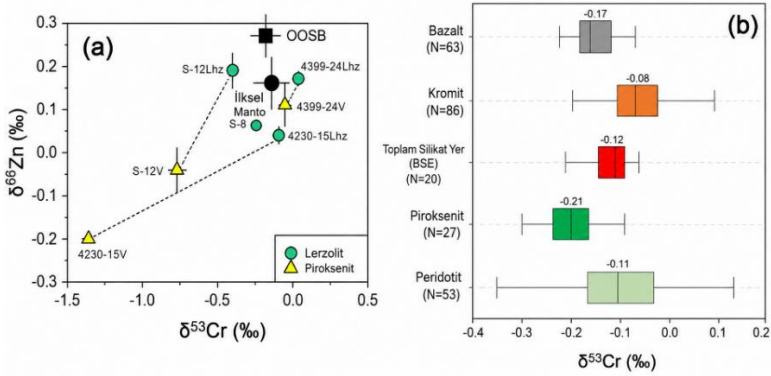 (a)
OOSB
S-12Lhz
4399-24Lhz
İlksel
Manto
4399-24V
S-8
4230-15Lhz
S-12V
4230-15V
Lerzolit
Piroksenit
0.3
0.2
0.1
0.0
-0.1
-0.2
-0.3
δ⁶⁶Zn (‰)
-1.5
-1.0
-0.5
0.0
0.5
δ⁵³Cr (‰)
(b)
Bazalt
(N=63)
-0.17
Kromit
(N=86)
-0.08
Toplam Silikat Yer
(BSE)
(N=20)
-0.12
Piroksenit
(N=27)
-0.21
Peridotit
(N=53)
-0.11
-0.4
-0.3
-0.2
-0.1
0.0
0.1
0.2
δ⁵³Cr (‰)